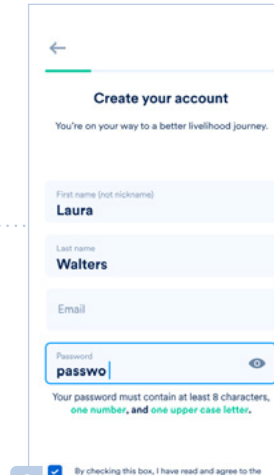 Create your account
You're on your way to a better livelihood journey.
First name (not nickname)
Laura
Last name
Walters
Email
Password
passwo
Your password must contain at least 8 characters,
one number, and one upper case letter.
By checking this box, I have read and agree to the